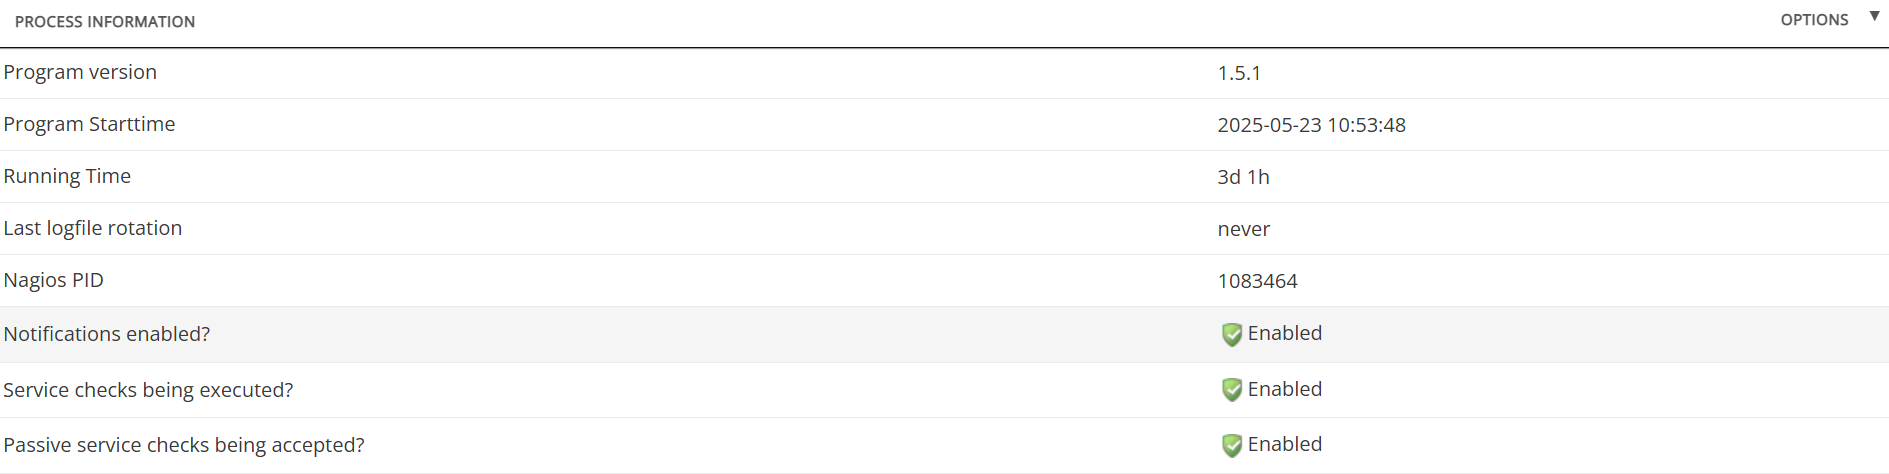 PROCESS INFORMATION OPTIONS ▼
Program version 1.5.1
Program Starttime 2025-05-23 10:53:48
Running Time 3d 1h
Last logfile rotation never
Nagios PID 1083464
Notifications enabled? Enabled
Service checks being executed? Enabled
Passive service checks being accepted? Enabled